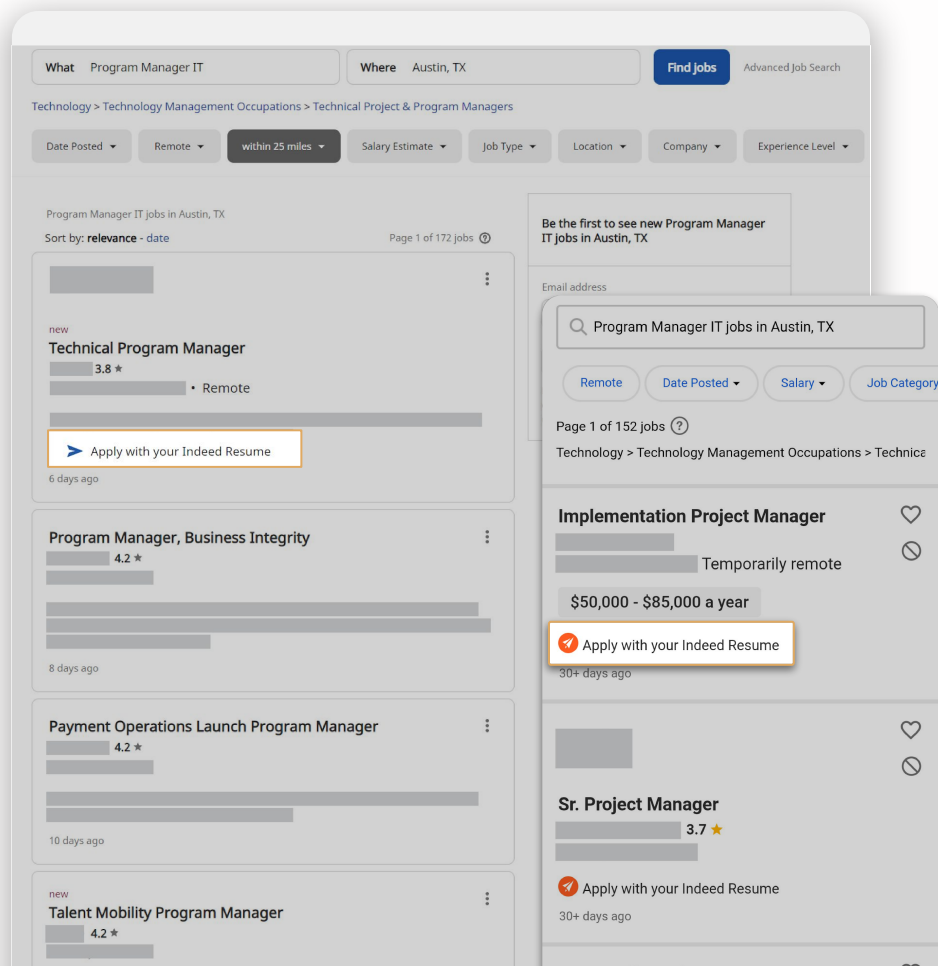 What Program Manager IT
Where Austin, TX
Find jobs
Advanced Job Search
Technology > Technology Management Occupations > Technical Project & Program Managers
Date Posted
Remote
within 25 miles
Salary Estimate
Job Type
Location
Company
Experience Level
Program Manager IT jobs in Austin, TX
Sort by: relevance - date
Page 1 of 172 jobs ?
new
Technical Program Manager
3.8 ★
• Remote
Apply with your Indeed Resume
6 days ago
Program Manager, Business Integrity
4.2 ★
8 days ago
Payment Operations Launch Program Manager
4.2 ★
10 days ago
new
Talent Mobility Program Manager
4.2 ★
Be the first to see new Program Manager
IT jobs in Austin, TX
Email address
Program Manager IT jobs in Austin, TX
Remote
Date Posted
Salary
Job Category
Page 1 of 152 jobs ?
Technology > Technology Management Occupations > Technica
Implementation Project Manager
Temporarily remote
$50,000 - $85,000 a year
Apply with your Indeed Resume
30+ days ago
Sr. Project Manager
3.7 ★
Apply with your Indeed Resume
30+ days ago